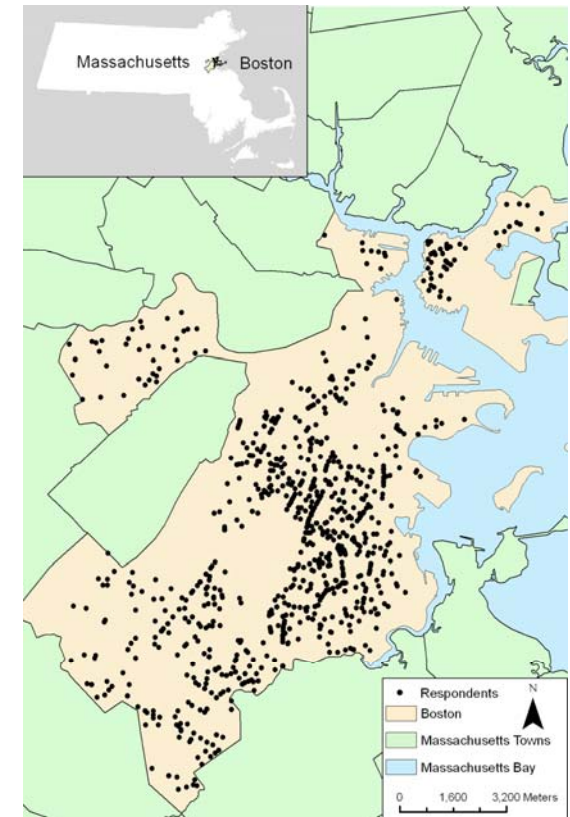 Massachusetts Boston
Respondents N
Boston
Massachusetts Towns
Massachusetts Bay
0 1,600 3,200 Meters